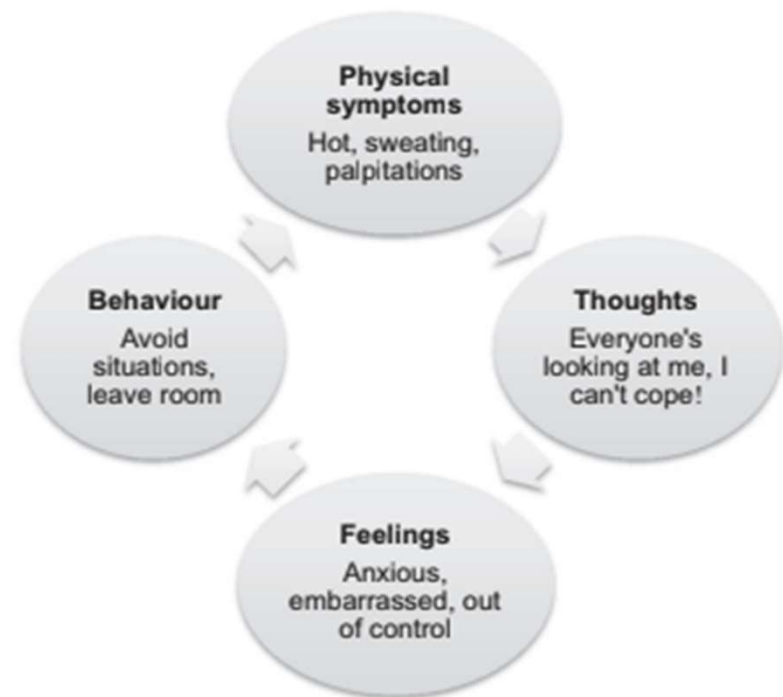 Physical
symptoms
Hot, sweating,
palpitations
Behaviour
Avoid
situations,
leave room
Thoughts
Everyone's
looking at me, I
can't cope!
Feelings
Anxious,
embarrassed, out
of control